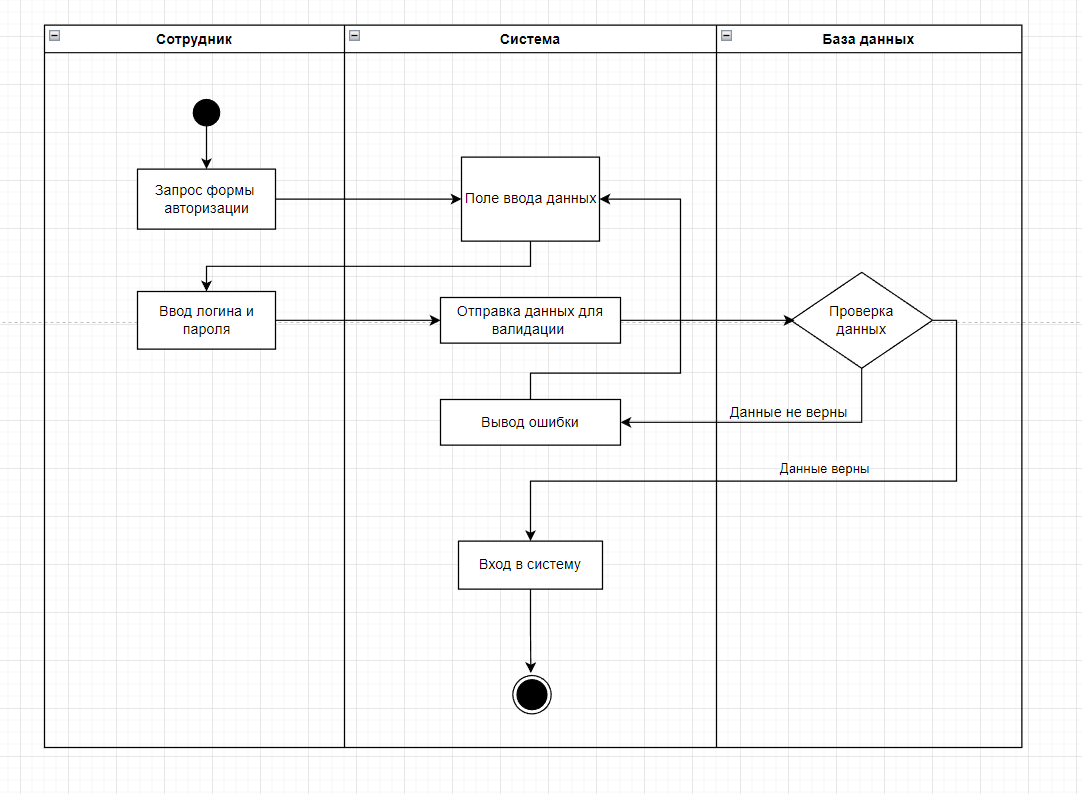 Сотрудник
Система
База данных
Запрос формы
авторизации
Поле ввода данных
Ввод логина и
пароля
Отправка данных для
валидации
Проверка
данных
Данные не верны
Вывод ошибки
Данные верны
Вход в систему